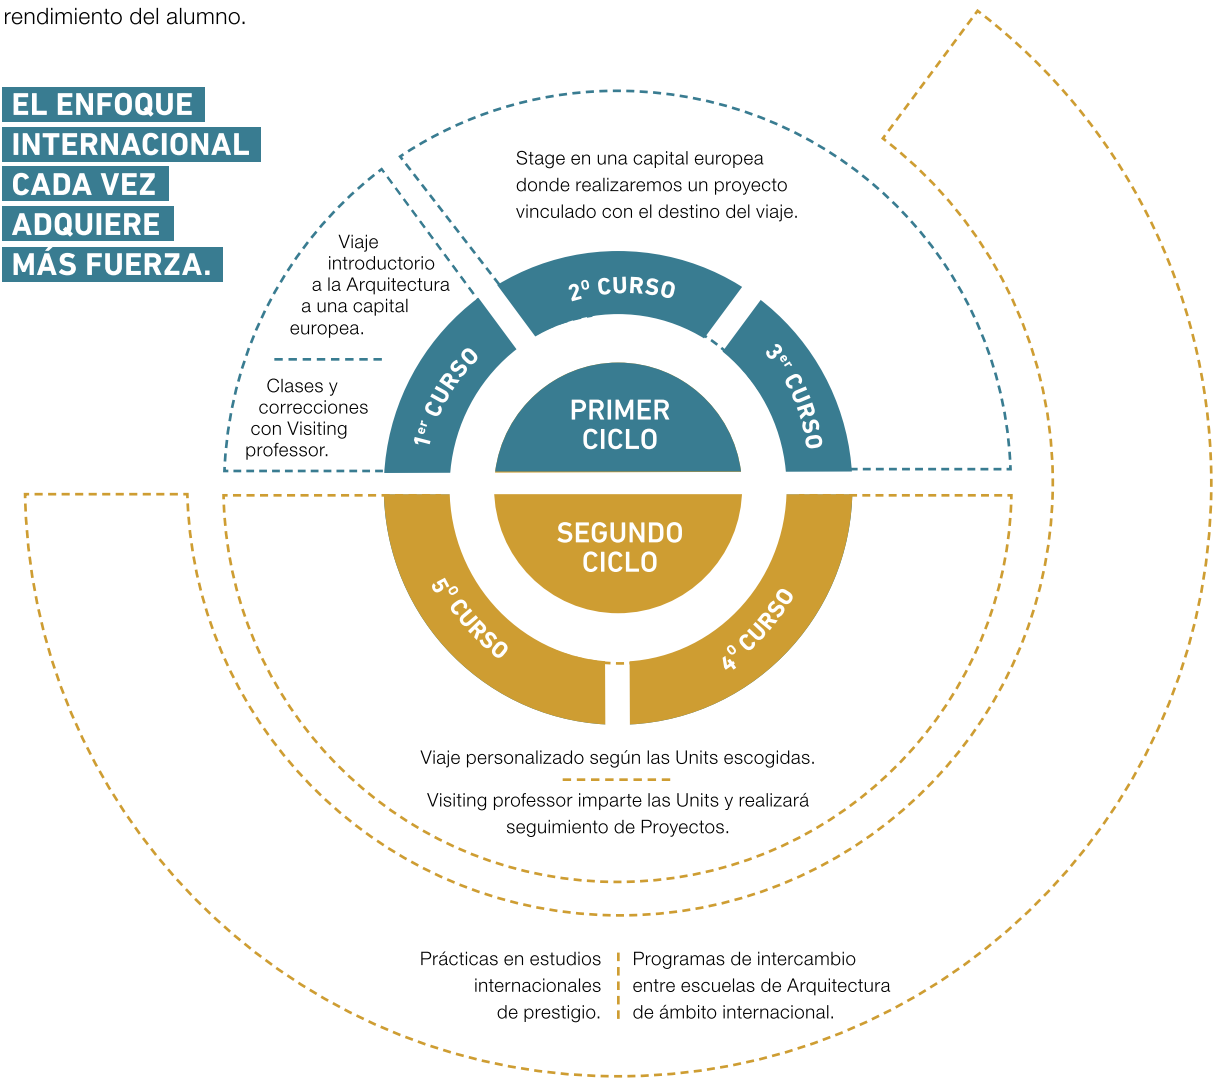 rendimiento del alumno.
EL ENFOQUE
INTERNACIONAL
CADA VEZ
ADQUIERE
MÁS FUERZA.
Stage en una capital europea
donde realizaremos un proyecto
vinculado con el destino del viaje.
Viaje
introductorio
a la Arquitectura
a una capital
europea.
Clases y
correcciones
con Visiting
professor.
1er CURSO
2º CURSO
3er CURSO
PRIMER
CICLO
SEGUNDO
CICLO
5º CURSO
4º CURSO
Viaje personalizado según las Units escogidas.
Visiting professor imparte las Units y realizará
seguimiento de Proyectos.
Prácticas en estudios
internacionales
de prestigio.
Programas de intercambio
entre escuelas de Arquitectura
de ámbito internacional.